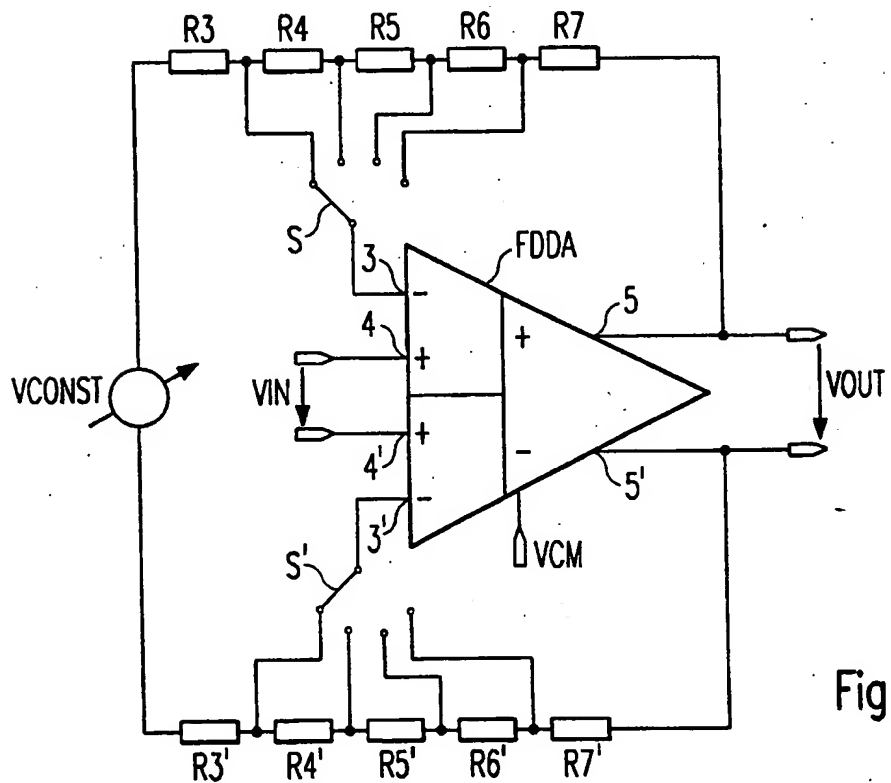 R3 R4 R5 R6 R7
S
FDDA
3 -
5
4 +
+
VCONST
VIN
VOUT
+
4'
-
5'
3' -
S'
VCM
Fig
R3' R4' R5' R6' R7'